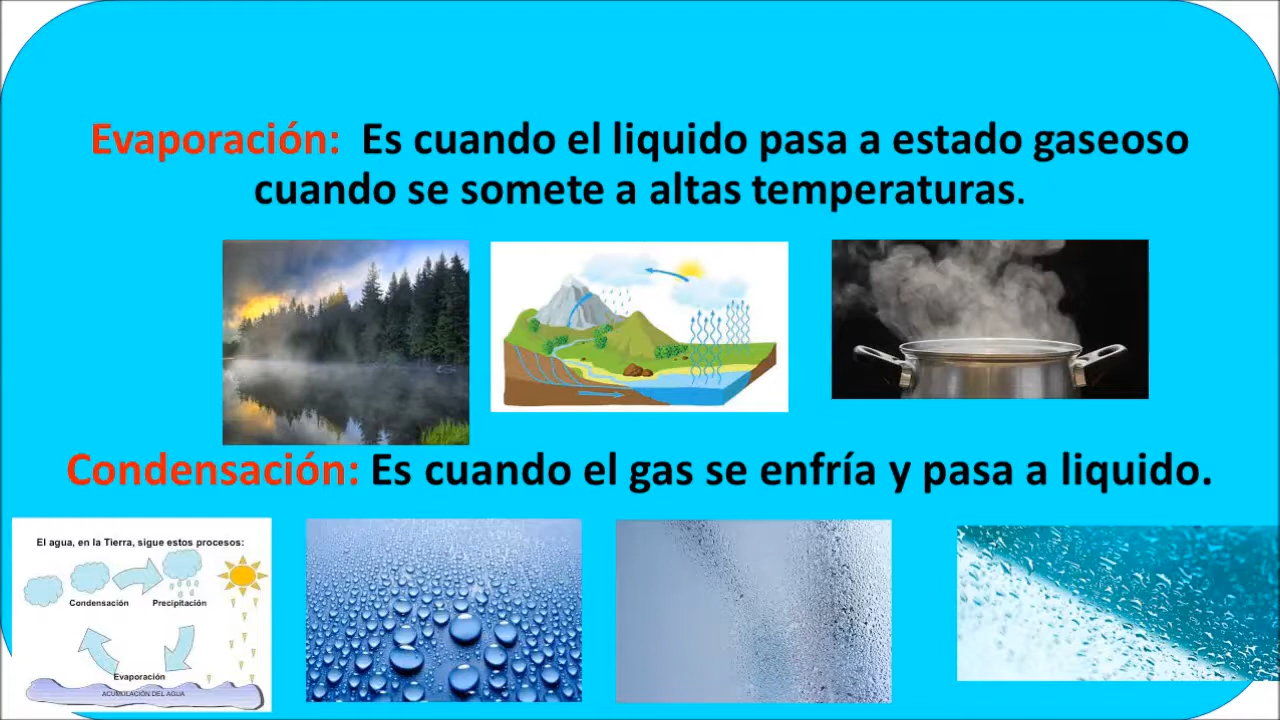 Evaporación: Es cuando el liquido pasa a estado gaseoso
cuando se somete a altas temperaturas.
Condensación: Es cuando el gas se enfría y pasa a liquido.
El agua, en la Tierra, sigue estos procesos:
Condensación
Precipitación
Evaporación
ACUMULACIÓN DEL AGUA